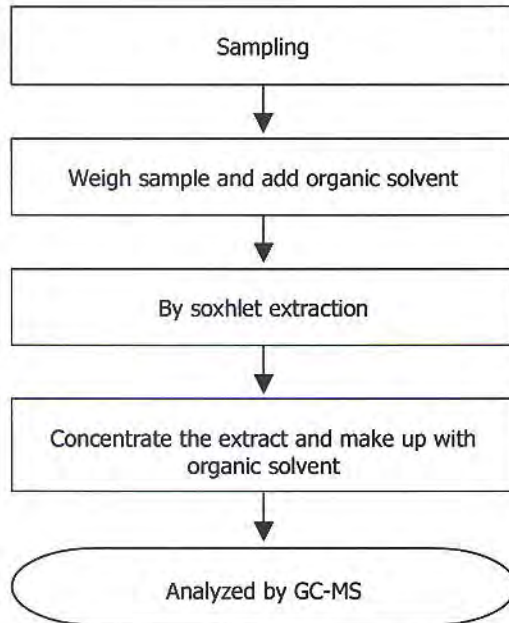 Sampling
Weigh sample and add organic solvent
By soxhlet extraction
Concentrate the extract and make up with
organic solvent
Analyzed by GC-MS